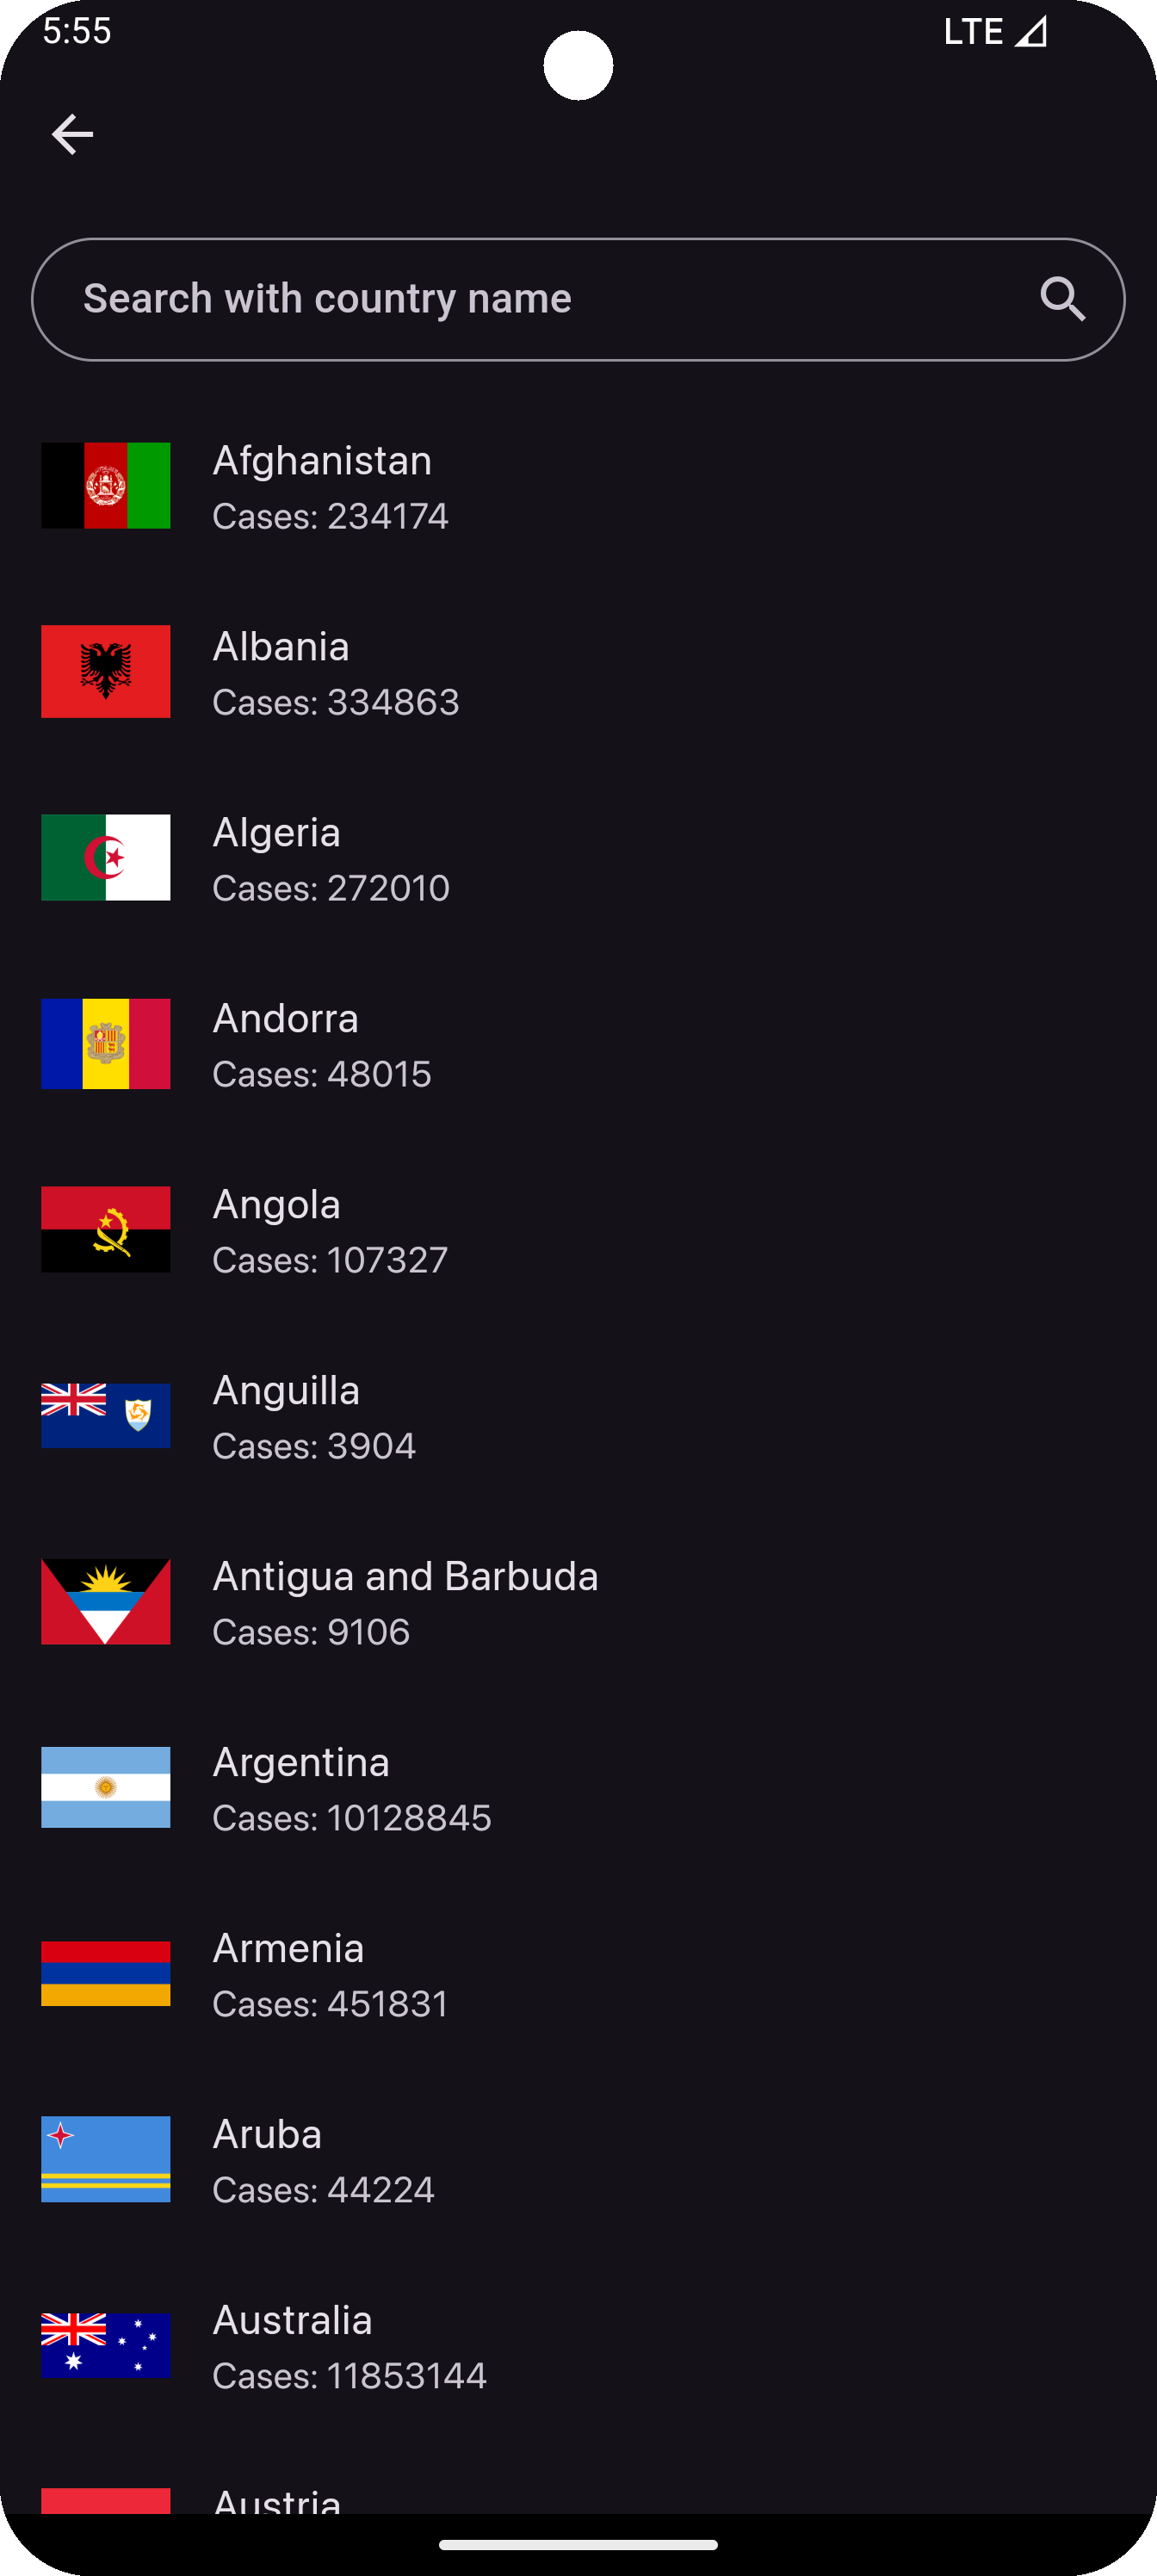 5:55
LTE
Search with country name
Afghanistan
Cases: 234174
Albania
Cases: 334863
Algeria
Cases: 272010
Andorra
Cases: 48015
Angola
Cases: 107327
Anguilla
Cases: 3904
Antigua and Barbuda
Cases: 9106
Argentina
Cases: 10128845
Armenia
Cases: 451831
Aruba
Cases: 44224
Australia
Cases: 11853144
Austria